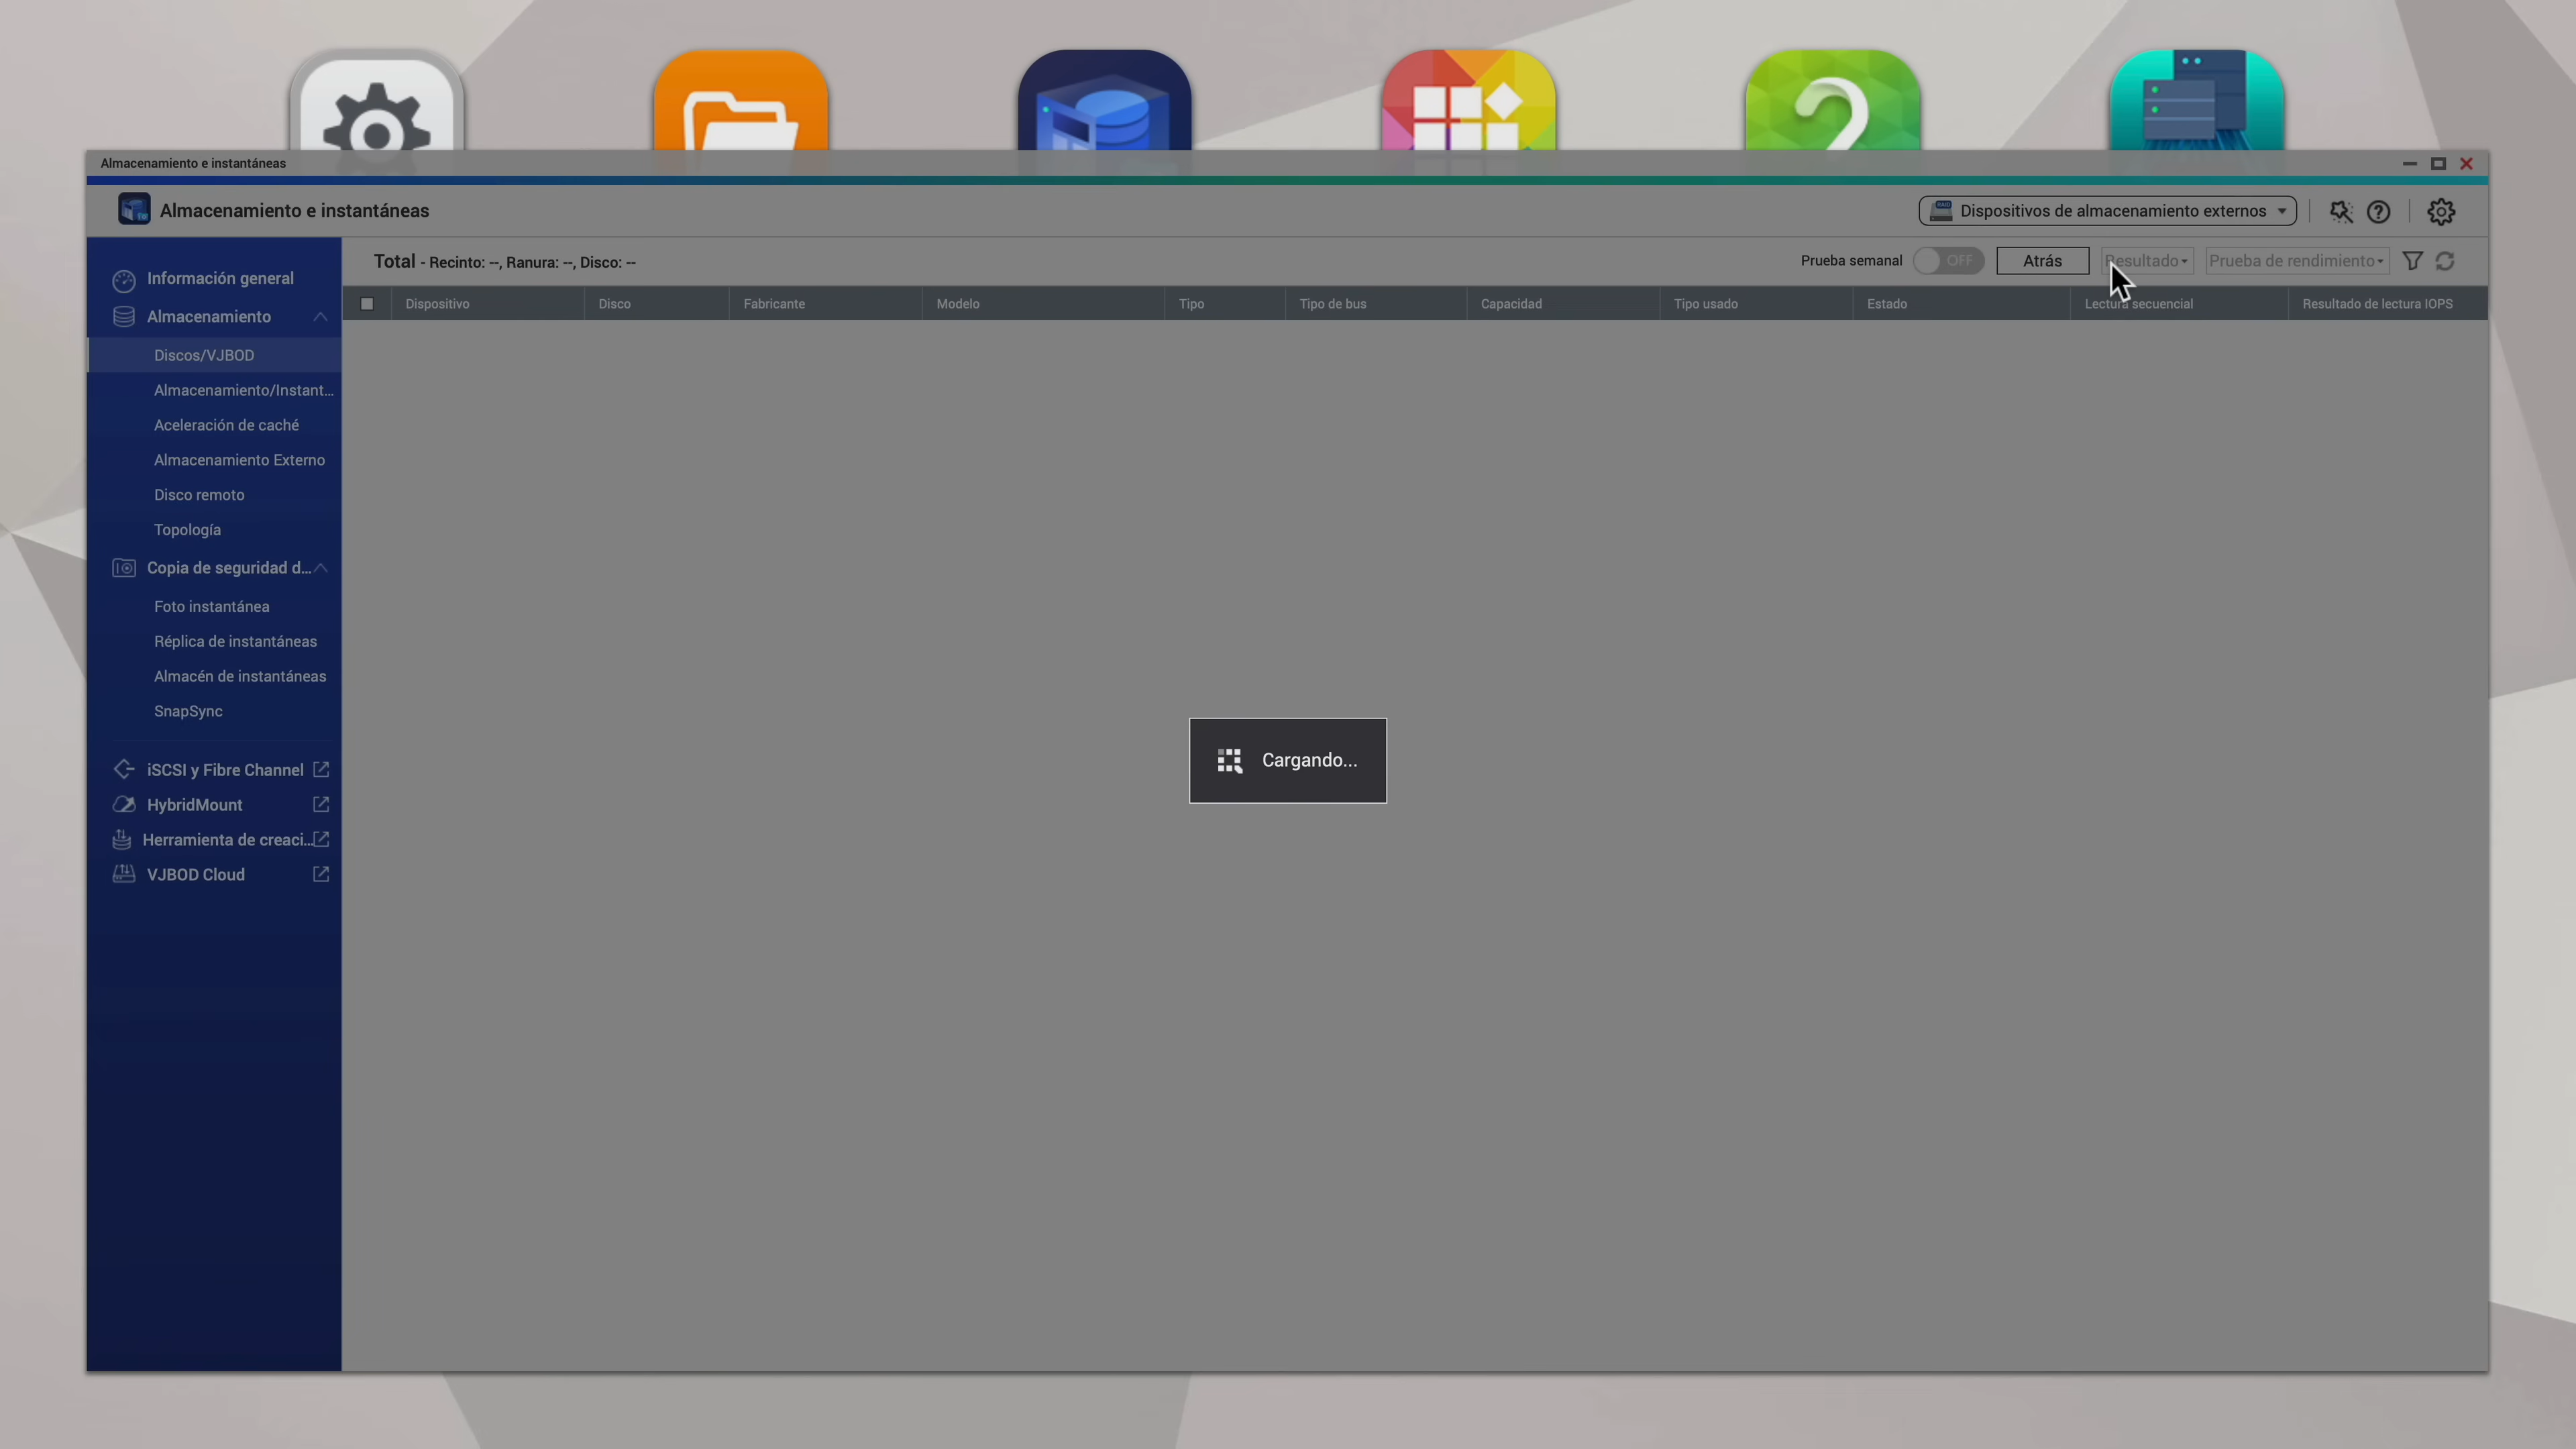 Almacenamiento e instantáneas
Almacenamiento e instantáneas
Dispositivos de almacenamiento externos
Total - Recinto: --, Ranura: --, Disco: --
Prueba semanal OFF Atrás Resultado Prueba de rendimiento
Dispositivo Disco Fabricante Modelo Tipo Tipo de bus Capacidad Tipo usado Estado Lectura secuencial Resultado de lectura IOPS
Información general
Almacenamiento
Discos/VJBOD
Almacenamiento/Instant...
Aceleración de caché
Almacenamiento Externo
Disco remoto
Topología
Copia de seguridad d...
Foto instantánea
Réplica de instantáneas
Almacén de instantáneas
SnapSync
iSCSI y Fibre Channel
HybridMount
Herramienta de creaci...
VJBOD Cloud
Cargando...